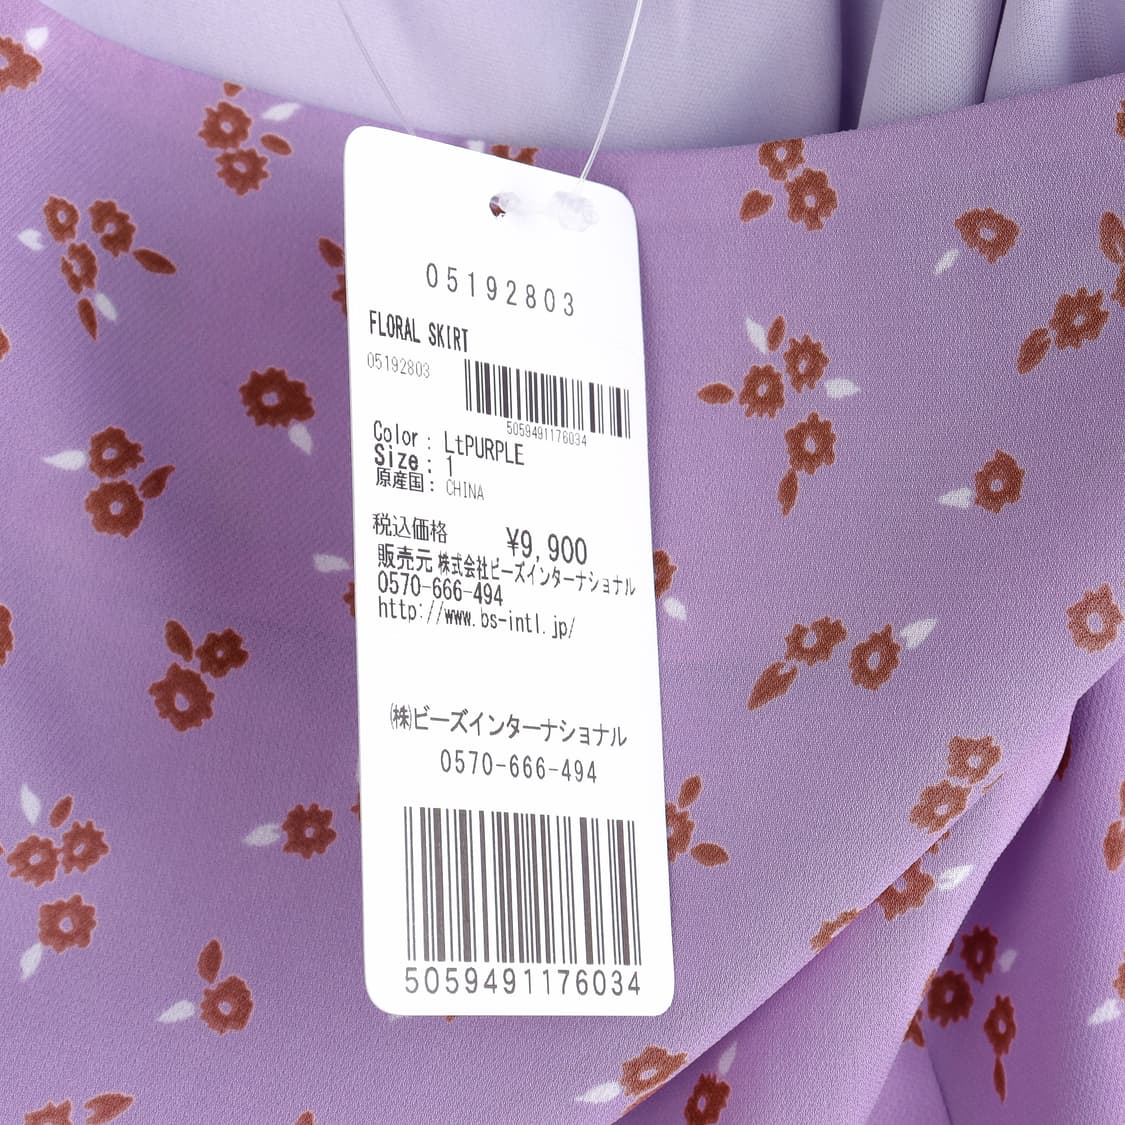 05192803
FLORAL SKIRT
05192803
5059491176034
Color : LtPURPLE
Size : 1
原産国 : CHINA
税込価格 ¥9,900
販売元 株式会社ビーズインターナショナル
0570-666-494
http://www.bs-intl.jp/
㈱ビーズインターナショナル
0570-666-494
5059491176034